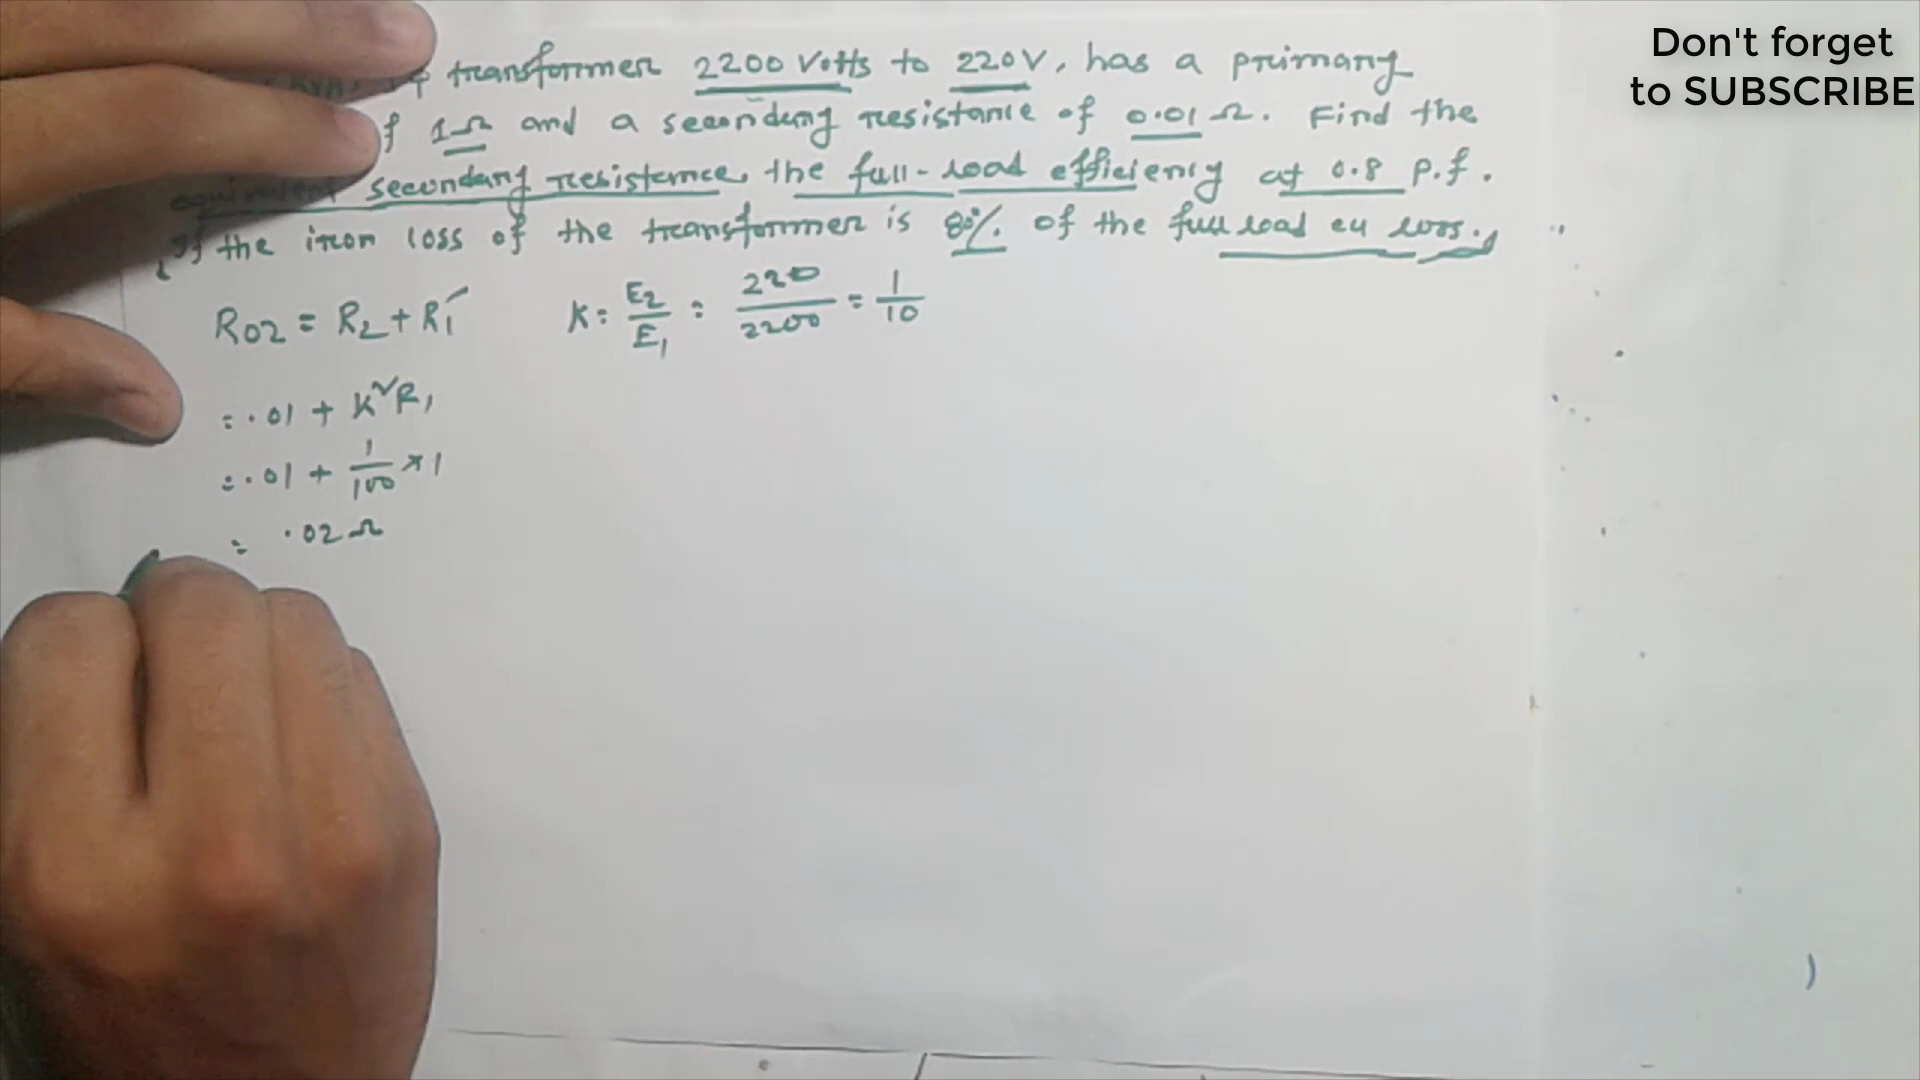 transformer 2200 Volts to 220V, has a primary
of 1Ω and a secondary resistance of 0.01Ω. Find the
equivalent secondary resistance, the full-load efficiency at 0.8 p.f.
If the iron loss of the transformer is 80% of the full load cu loss.
R02 = R2 + R1′ K = E2/E1 = 220/2200 = 1/10
= .01 + K²R1
= .01 + 1/100 × 1
= .02Ω
Don't forget
to SUBSCRIBE